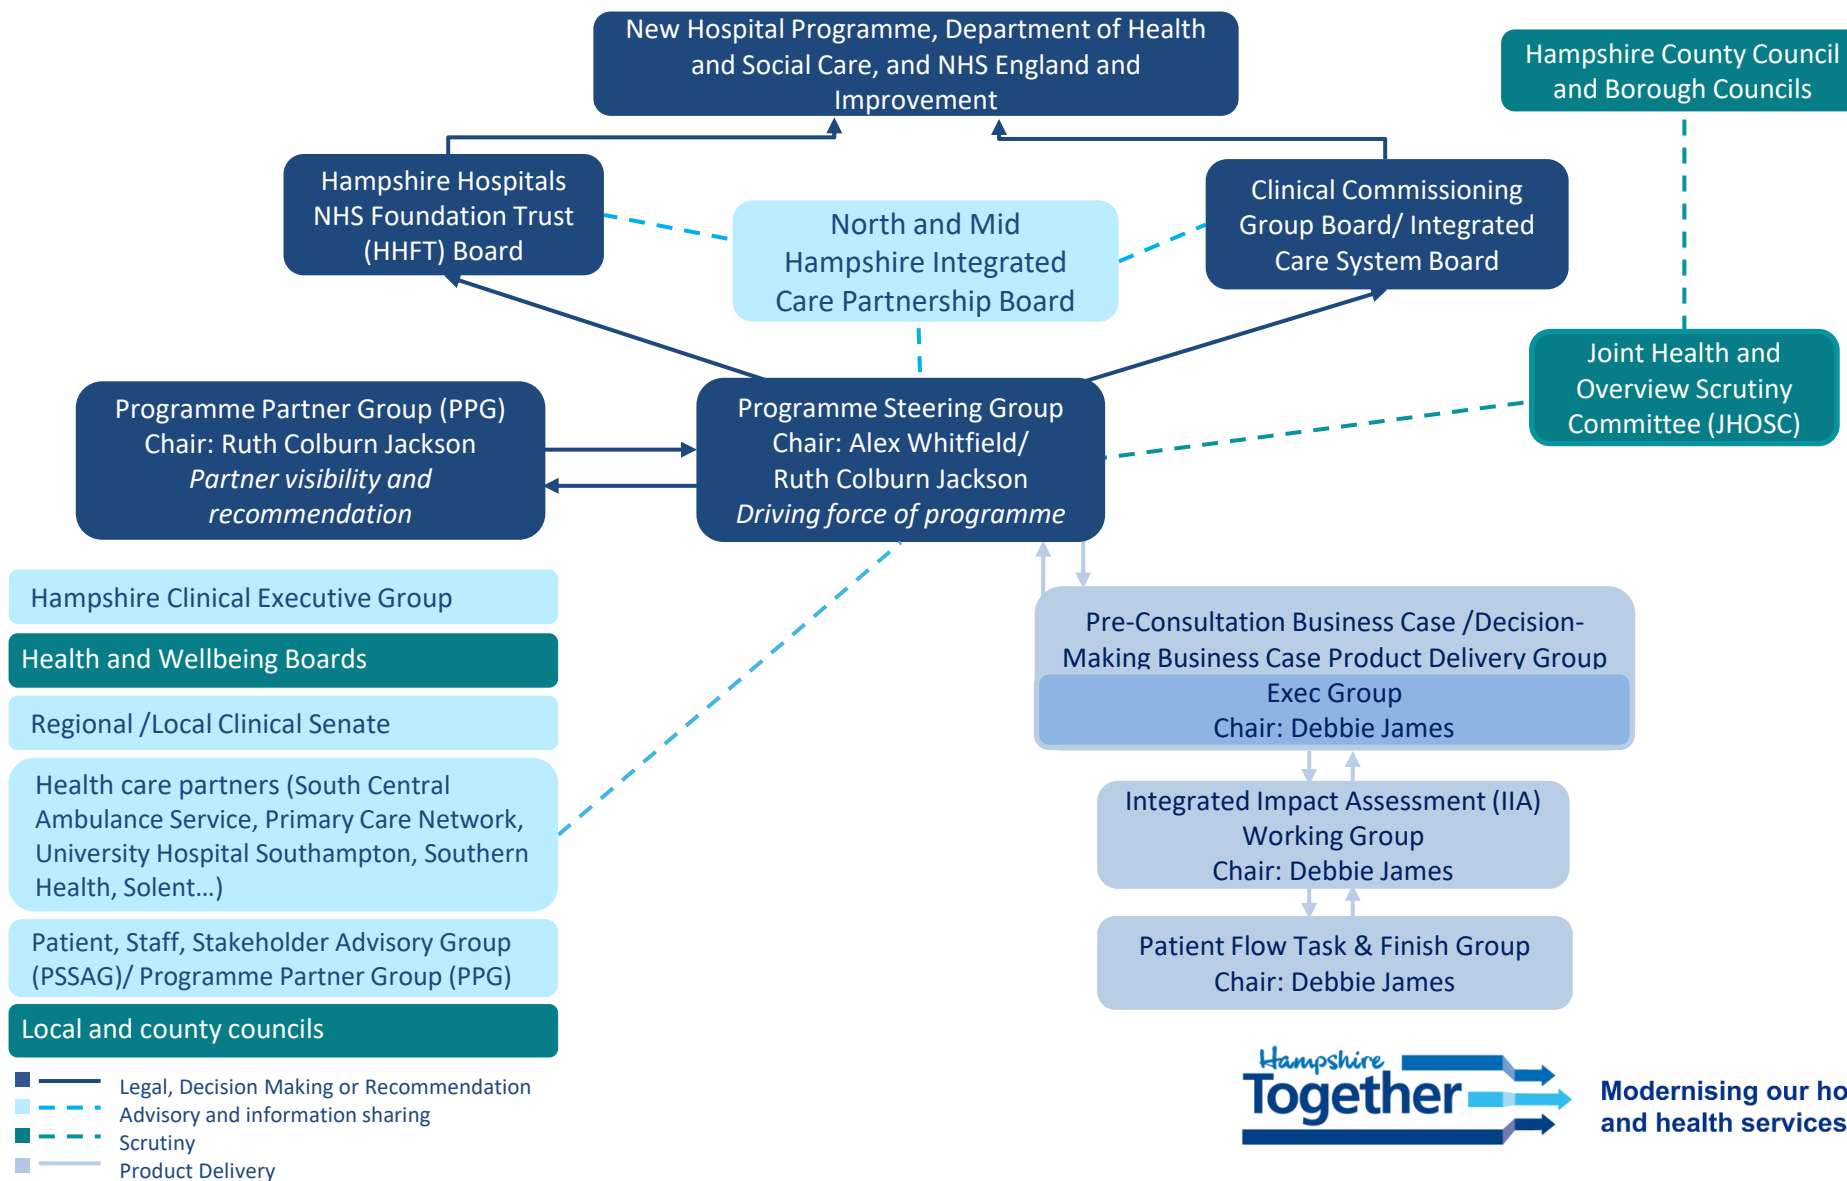 New Hospital Programme, Department of Health
and Social Care, and NHS England and
Improvement
Hampshire County Council
and Borough Councils
Hampshire Hospitals
NHS Foundation Trust
(HHFT) Board
North and Mid
Hampshire Integrated
Care Partnership Board
Clinical Commissioning
Group Board/ Integrated
Care System Board
Joint Health and
Overview Scrutiny
Committee (JHOSC)
Programme Partner Group (PPG)
Chair: Ruth Colburn Jackson
Partner visibility and
recommendation
Programme Steering Group
Chair: Alex Whitfield/
Ruth Colburn Jackson
Driving force of programme
Hampshire Clinical Executive Group
Health and Wellbeing Boards
Regional /Local Clinical Senate
Health care partners (South Central
Ambulance Service, Primary Care Network,
University Hospital Southampton, Southern
Health, Solent...)
Patient, Staff, Stakeholder Advisory Group
(PSSAG)/ Programme Partner Group (PPG)
Local and county councils
Pre-Consultation Business Case /Decision-
Making Business Case Product Delivery Group
Exec Group
Chair: Debbie James
Integrated Impact Assessment (IIA)
Working Group
Chair: Debbie James
Patient Flow Task & Finish Group
Chair: Debbie James
Legal, Decision Making or Recommendation
Advisory and information sharing
Scrutiny
Product Delivery
Hampshire
Together
Modernising our ho
and health services